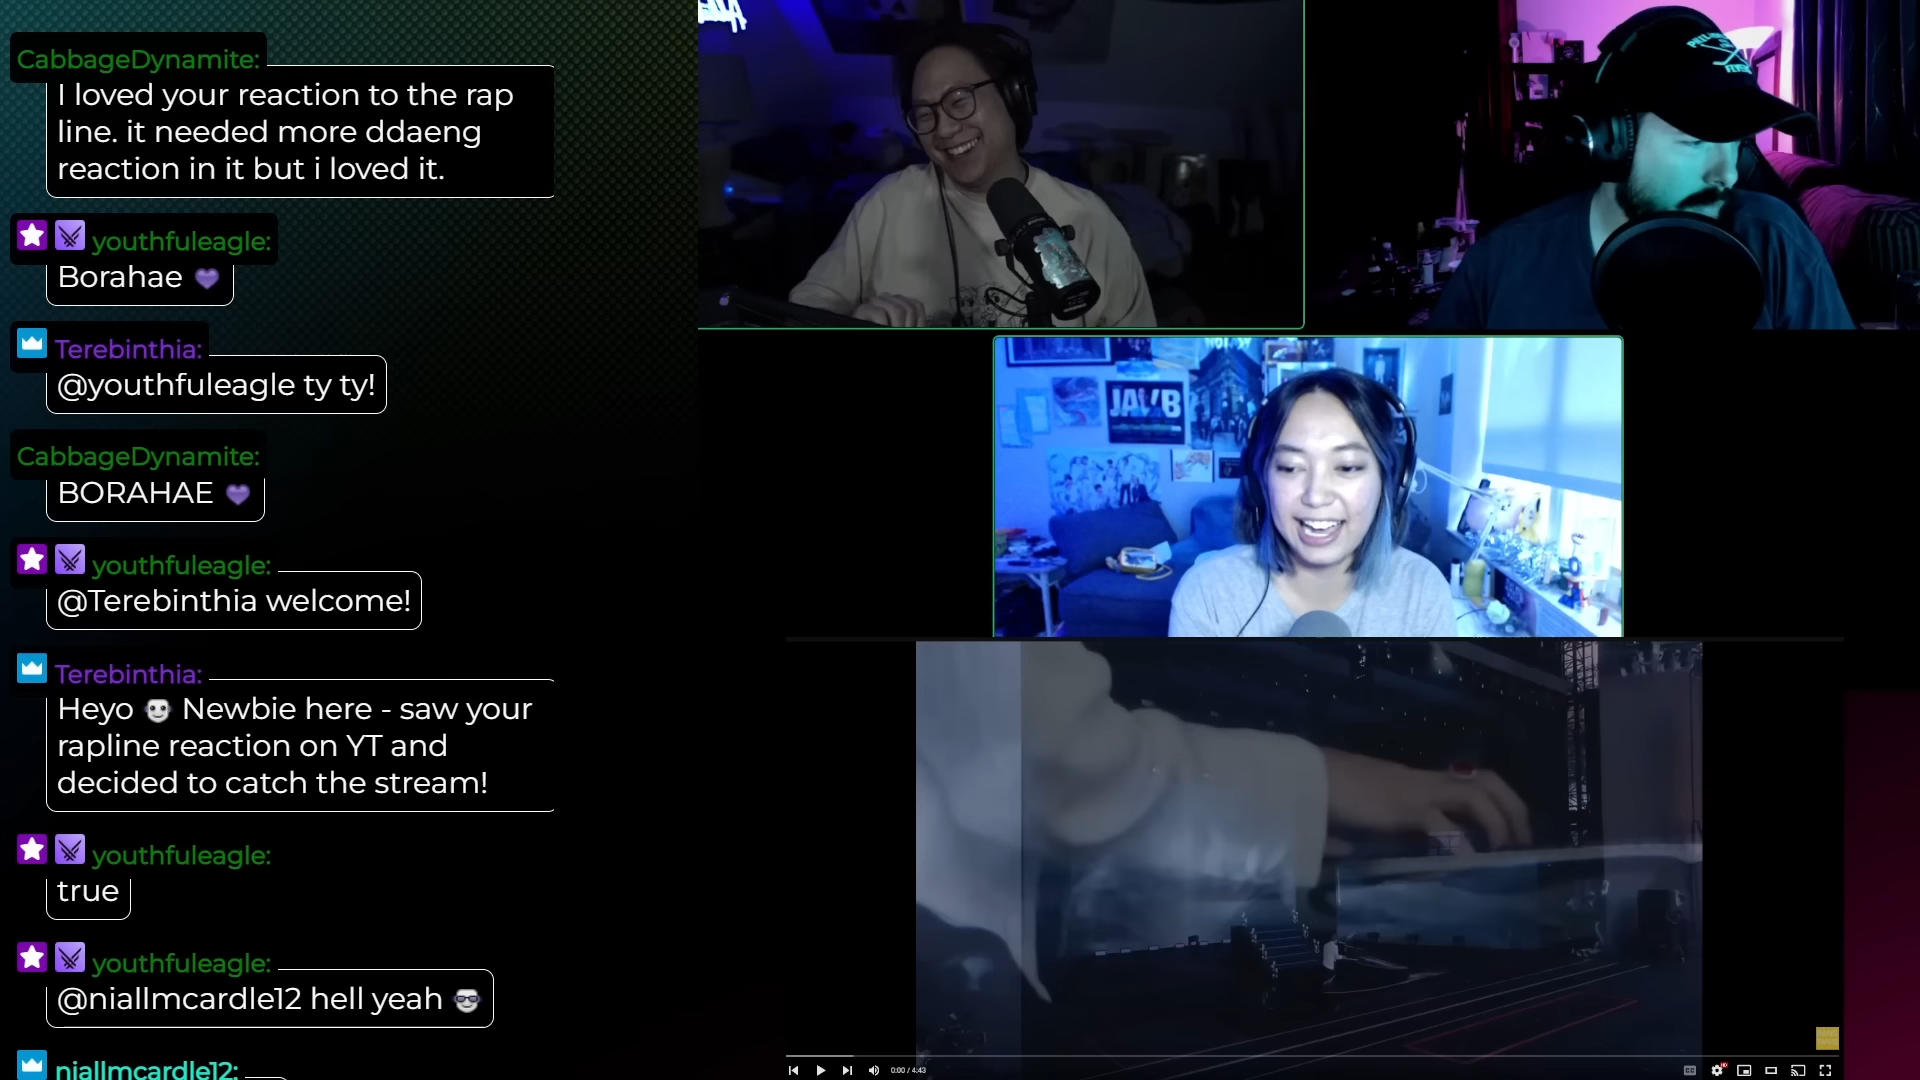 CabbageDynamite:
I loved your reaction to the rap
line. it needed more ddaeng
reaction in it but i loved it.
youthfuleagle:
Borahae 💜
Terebinthia:
@youthfuleagle ty ty!
CabbageDynamite:
BORAHAE 💜
youthfuleagle:
@Terebinthia welcome!
Terebinthia:
Heyo Newbie here - saw your
rapline reaction on YT and
decided to catch the stream!
youthfuleagle:
true
youthfuleagle:
@niallmcardle12 hell yeah
niallmcardle12:
JAYB
0:00 / 4:43